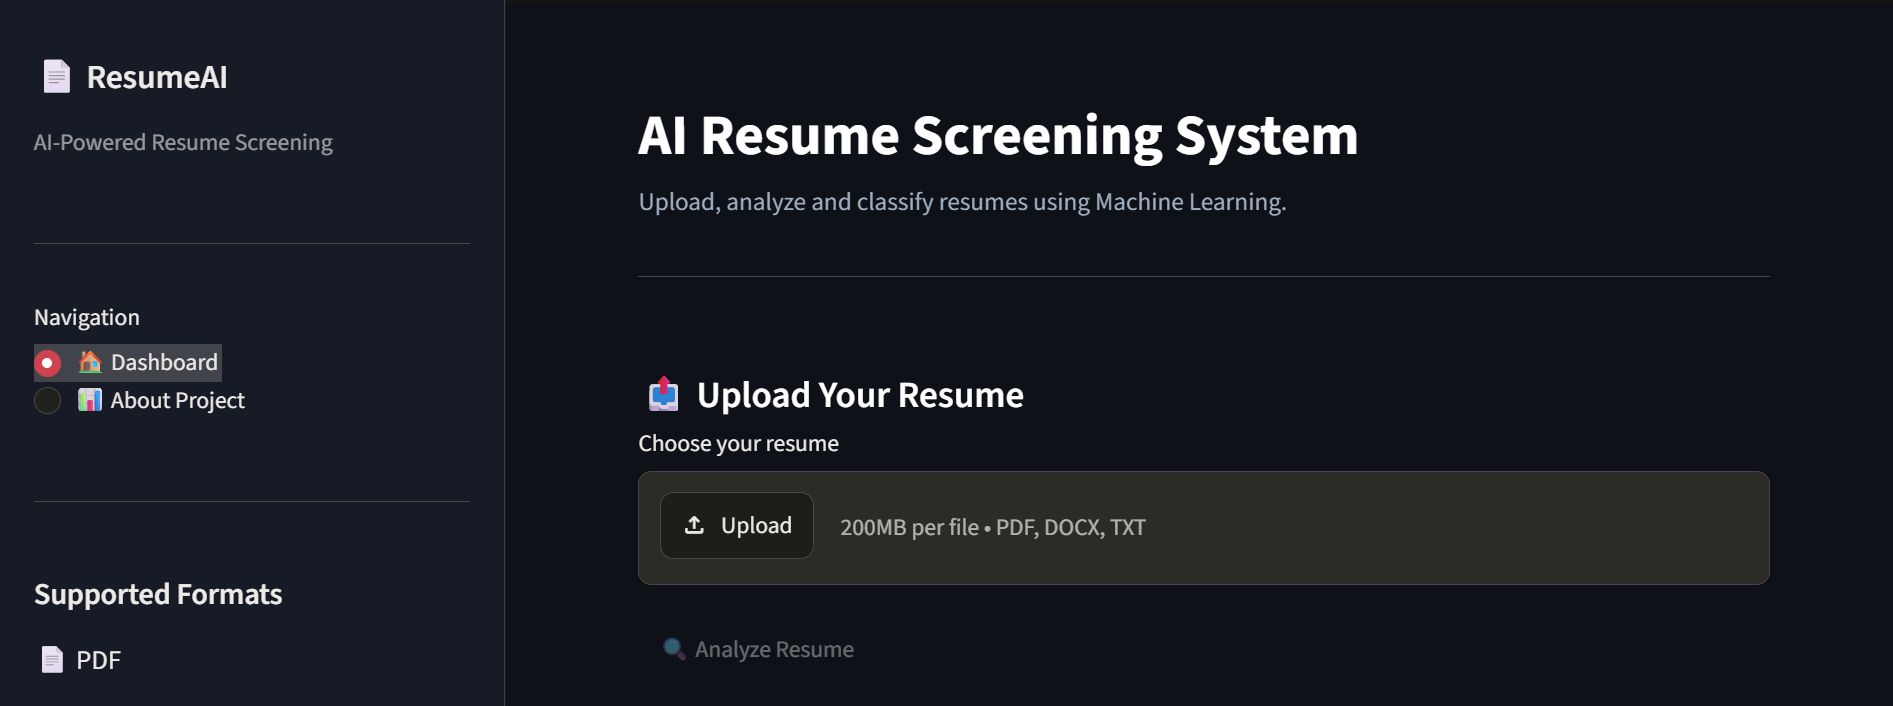 ResumeAI
AI-Powered Resume Screening
Navigation
Dashboard
About Project
Supported Formats
PDF
AI Resume Screening System
Upload, analyze and classify resumes using Machine Learning.
Upload Your Resume
Choose your resume
Upload
200MB per file • PDF, DOCX, TXT
Analyze Resume